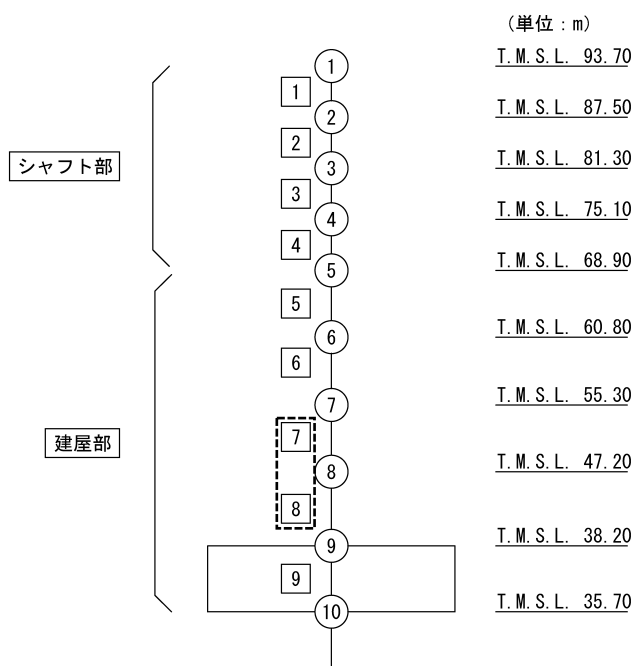 (単位:m)
① T.M.S.L. 93.70
1
② T.M.S.L. 87.50
2
シャフト部 ③ T.M.S.L. 81.30
3
④ T.M.S.L. 75.10
4
⑤ T.M.S.L. 68.90
5
⑥ T.M.S.L. 60.80
6
⑦ T.M.S.L. 55.30
建屋部 7
⑧ T.M.S.L. 47.20
8
⑨ T.M.S.L. 38.20
9
⑩ T.M.S.L. 35.70